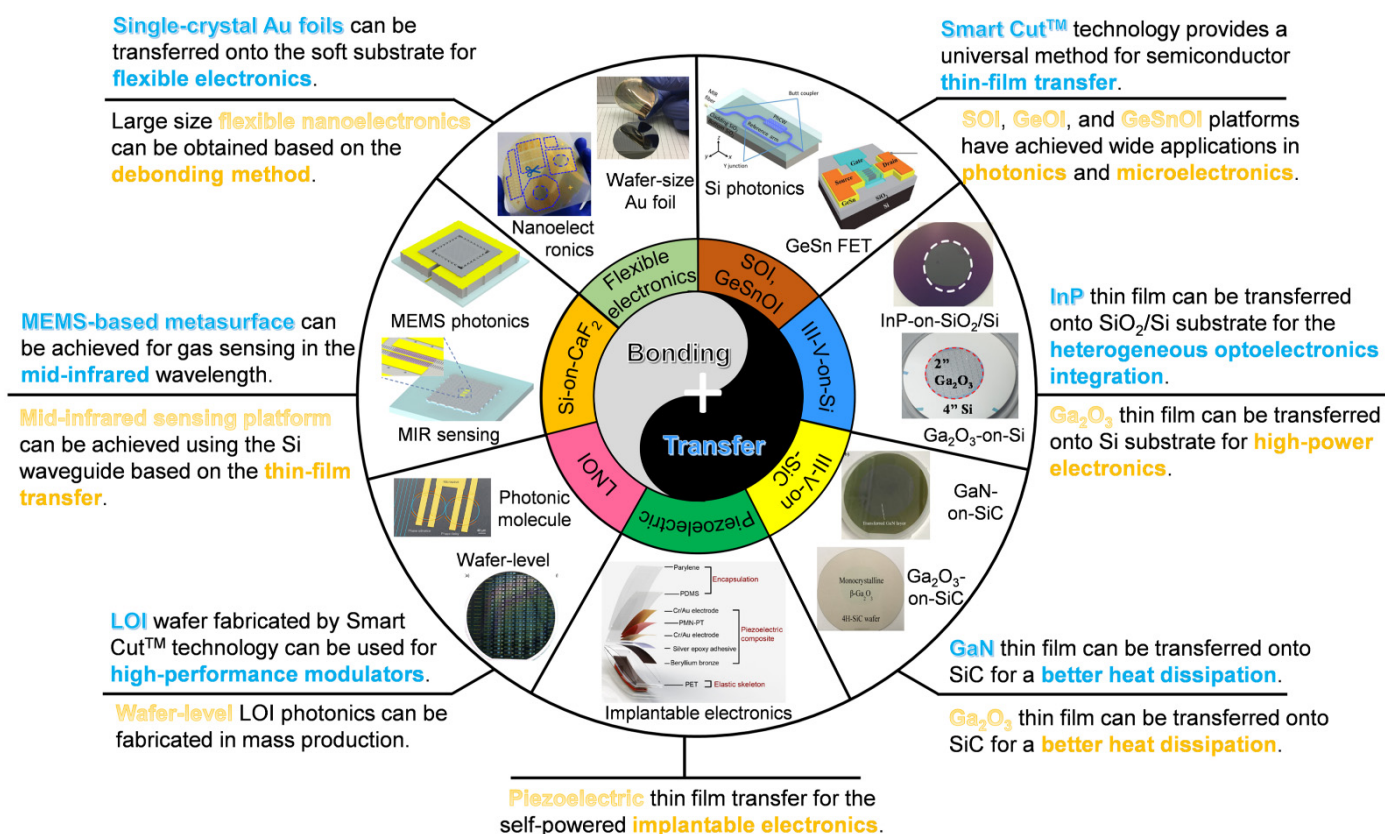 Single-crystal Au foils can be
transferred onto the soft substrate for
flexible electronics.
Large size flexible nanoelectronics
can be obtained based on the
debonding method.
Smart Cut™ technology provides a
universal method for semiconductor
thin-film transfer.
SOI, GeOI, and GeSnOI platforms
have achieved wide applications in
photonics and microelectronics.
MEMS-based metasurface can
be achieved for gas sensing in the
mid-infrared wavelength.
Mid-infrared sensing platform
can be achieved using the Si
waveguide based on the thin-film
transfer.
InP thin film can be transferred
onto SiO₂/Si substrate for the
heterogeneous optoelectronics
integration.
Ga₂O₃ thin film can be transferred
onto Si substrate for high-power
electronics.
LOI wafer fabricated by Smart
Cut™ technology can be used for
high-performance modulators.
Wafer-level LOI photonics can be
fabricated in mass production.
GaN thin film can be transferred onto
SiC for a better heat dissipation.
Ga₂O₃ thin film can be transferred onto
SiC for a better heat dissipation.
Piezoelectric thin film transfer for the
self-powered implantable electronics.
Wafer-size
Au foil
Nanoelect
ronics
Butt coupler
PhCW
Reference arm
Y junction
Si photonics
Gate
Drain
Source
GeSn
SiO₂
Si
GeSn FET
InP-on-SiO₂/Si
2"
Ga₂O₃
4" Si
Ga₂O₃-on-Si
GaN-
on-SiC
Monocrystalline
β-Ga₂O₃
4H-SiC wafer
Ga₂O₃-
on-SiC
Parylene
Encapsulation
PDMS
Cr/Au electrode
PMN-PT
Cr/Au electrode
Piezoelectric
composite
Silver epoxy adhesive
Beryllium bronze
PET
Elastic skeleton
Implantable electronics
Photonic
molecule
Wafer-level
MEMS photonics
MIR sensing
Flexible
electronics
SOI,
GeSnOI
III-V-on-Si
III-V-on
-SiC
Piezoelectric
LNOI
Si-on-CaF₂
Bonding
+
Transfer